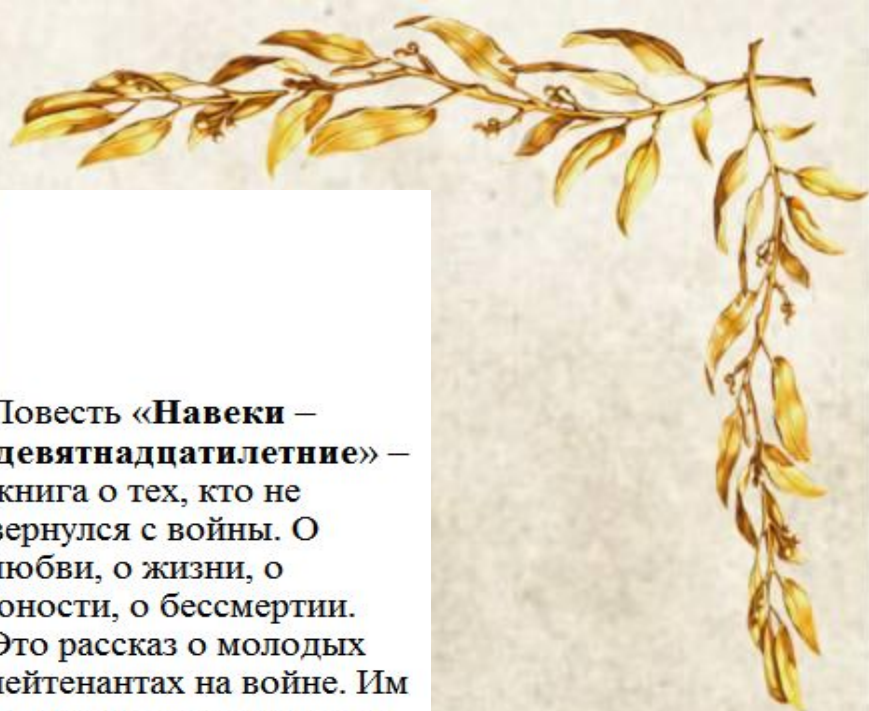 Повесть «Навеки –
девятнадцатилетние» –
книга о тех, кто не
вернулся с войны. О
любви, о жизни, о
юности, о бессмертии.
Это рассказ о молодых
лейтенантах на войне. Им